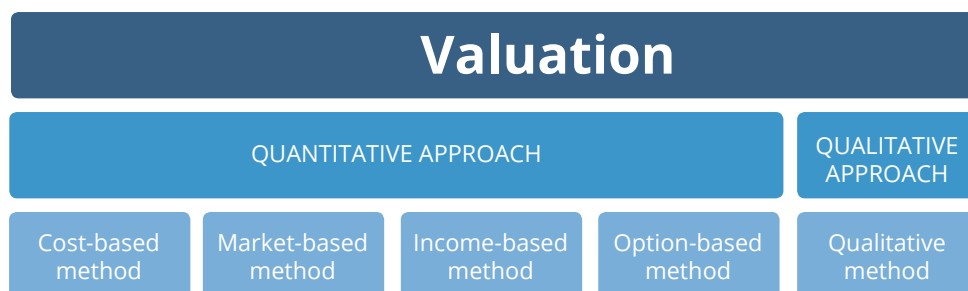 Valuation
QUANTITATIVE APPROACH
QUALITATIVE
APPROACH
Cost-based
method
Market-based
method
Income-based
method
Option-based
method
Qualitative
method